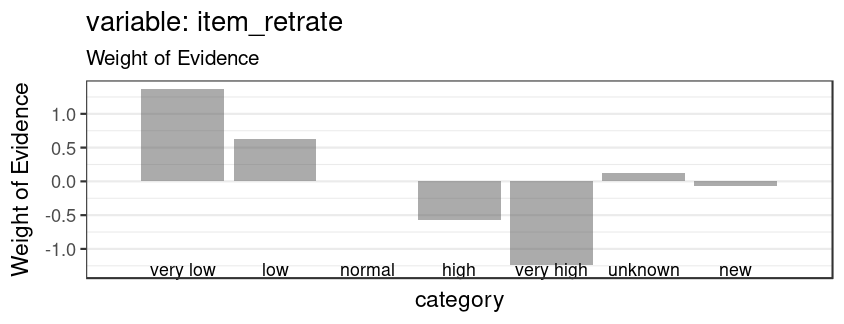 variable: item_retrate
Weight of Evidence
Weight of Evidence
1.0
0.5
0.0
-0.5
-1.0
very low low normal high very high unknown new
category